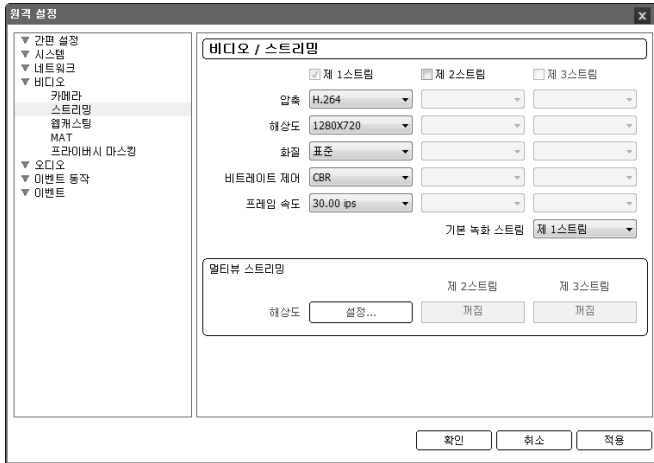 원격 설정
x
간편 설정
시스템
네트워크
비디오
카메라
스트리밍
웹캐스팅
MAT
프라이버시 마스킹
오디오
이벤트 동작
이벤트
비디오 / 스트리밍
제 1스트림 제 2스트림 제 3스트림
압축 H.264
해상도 1280X720
화질 표준
비트레이트 제어 CBR
프레임 속도 30.00 ips
기본 녹화 스트림 제 1스트림
멀티뷰 스트리밍
제 2스트림 제 3스트림
해상도 설정... 꺼짐 꺼짐
확인 취소 적용